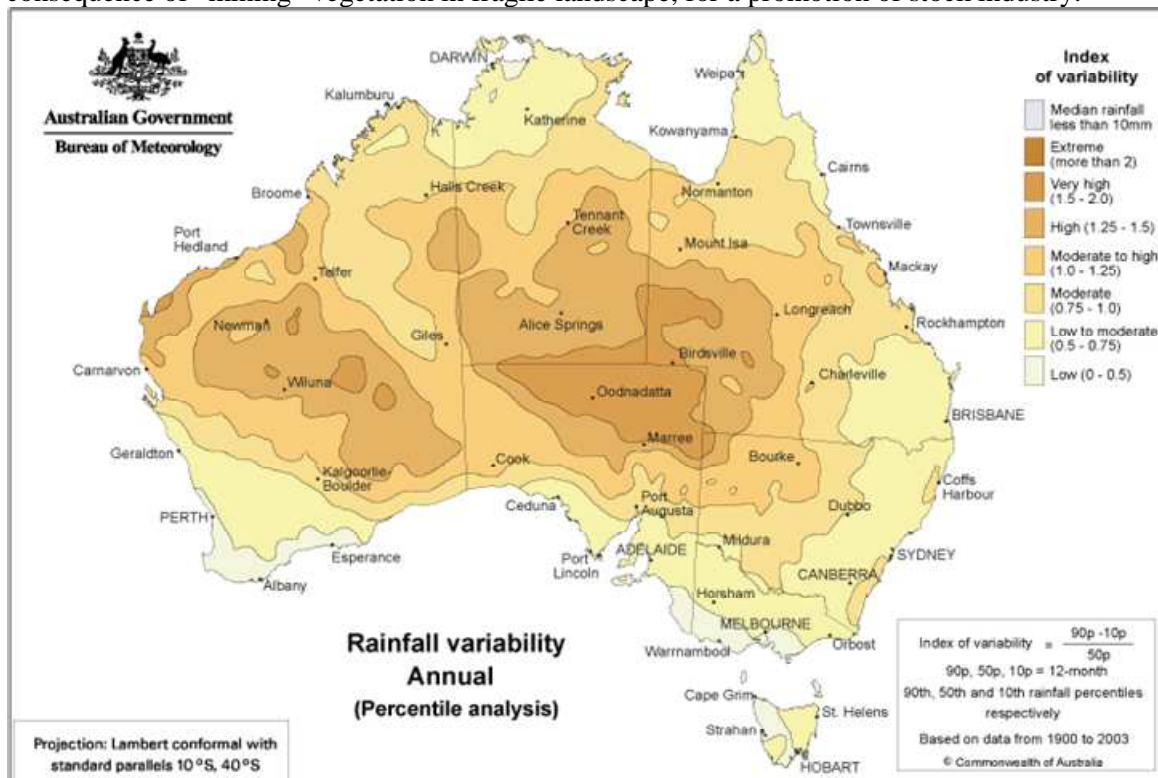 consequence of "mining" vegetation in fragile landscape, for a promotion of stock industry.
Australian Government
Bureau of Meteorology
DARWIN
Weipa
Kalumburu
Katherine
Kowanyama
Cairns
Broome
Halls Creek
Normanton
Port
Hedland
Tennant
Creek
Townsville
Mount Isa
Telfer
Mackay
Newman
Giles
Alice Springs
Longreach
Rockhampton
Birdsville
Carnarvon
Wiluna
Oodnadatta
Charleville
BRISBANE
Marree
Geraldton
Cook
Bourke
Kalgoorlie-
Boulder
Coffs
Harbour
Ceduna
Port
Augusta
Dubbo
PERTH
Esperance
Port
Lincoln
ADELAIDE
Mildura
SYDNEY
Albany
CANBERRA
Horsham
MELBOURNE
Warrnambool
Orbost
Cape Grim
St. Helens
Strahan
HOBART
Index
of variability
Median rainfall
less than 10mm
Extreme
(more than 2)
Very high
(1.5 - 2.0)
High (1.25 - 1.5)
Moderate to high
(1.0 - 1.25)
Moderate
(0.75 - 1.0)
Low to moderate
(0.5 - 0.75)
Low (0 - 0.5)
Rainfall variability
Annual
(Percentile analysis)
Projection: Lambert conformal with
standard parallels 10°S, 40°S
Index of variability = 90p -10p
50p
90p, 50p, 10p = 12-month
90th, 50th and 10th rainfall percentiles
respectively
Based on data from 1900 to 2003
© Commonwealth of Australia